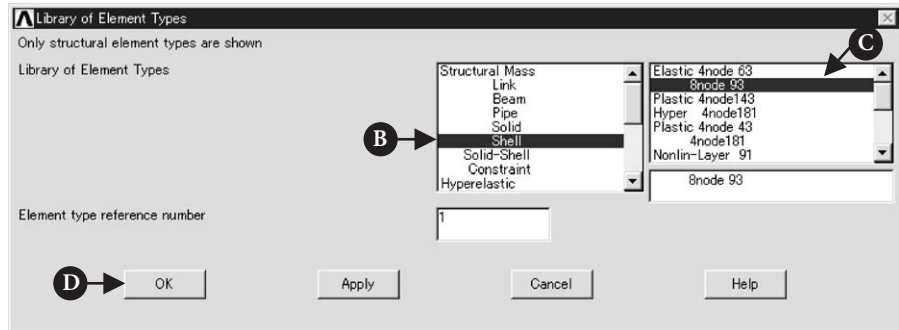 Library of Element Types
Only structural element types are shown
C
Library of Element Types
Structural Mass
Link
Beam
Pipe
Solid
Shell
Solid-Shell
Constraint
Hyperelastic
B
Elastic 4node 63
8node 93
Plastic 4node143
Hyper 4node181
Plastic 4node 43
4node181
Nonlin-Layer 91
8node 93
Element type reference number
1
D
OK
Apply
Cancel
Help